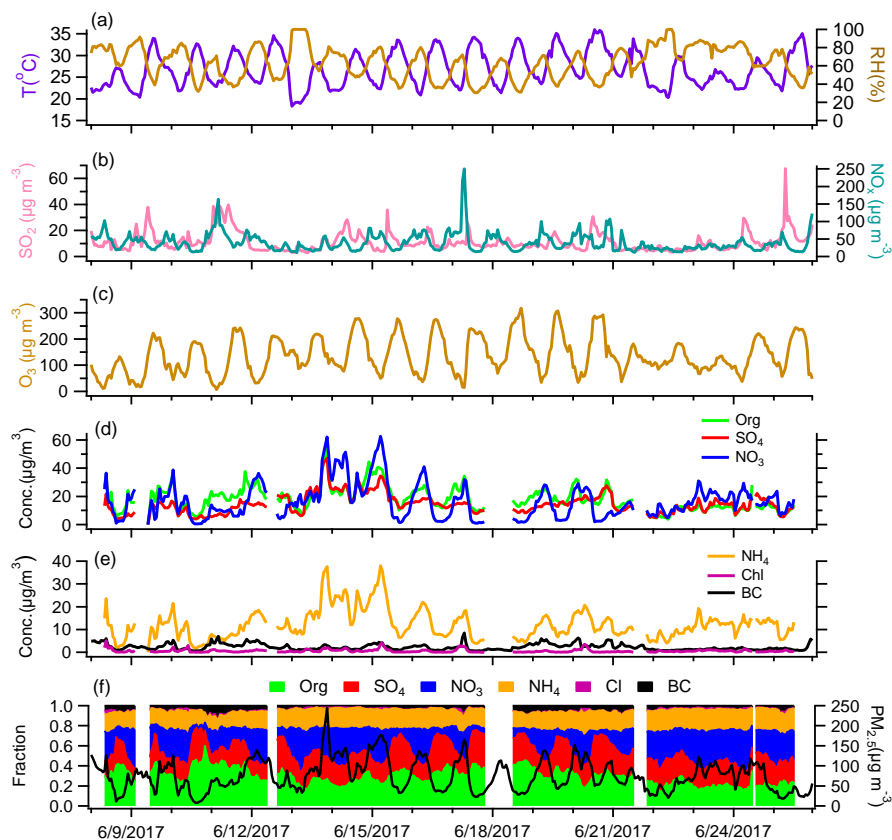 (a)
35
30
25
20
15
T(°C)
100
80
60
40
20
0
RH(%)
(b)
60
40
20
0
SO2 (µg m-3)
250
200
150
100
50
0
NOx (µg m-3)
(c)
300
200
100
0
O3 (µg m-3)
(d)
60
40
20
0
Conc.(µg/m3)
Org
SO4
NO3
(e)
40
30
20
10
0
Conc.(µg/m3)
NH4
Chl
BC
(f)
Org SO4 NO3 NH4 Cl BC
1.0
0.8
0.6
0.4
0.2
0.0
Fraction
250
200
150
100
50
0
PM2.5(µg m-3)
6/9/2017 6/12/2017 6/15/2017 6/18/2017 6/21/2017 6/24/2017